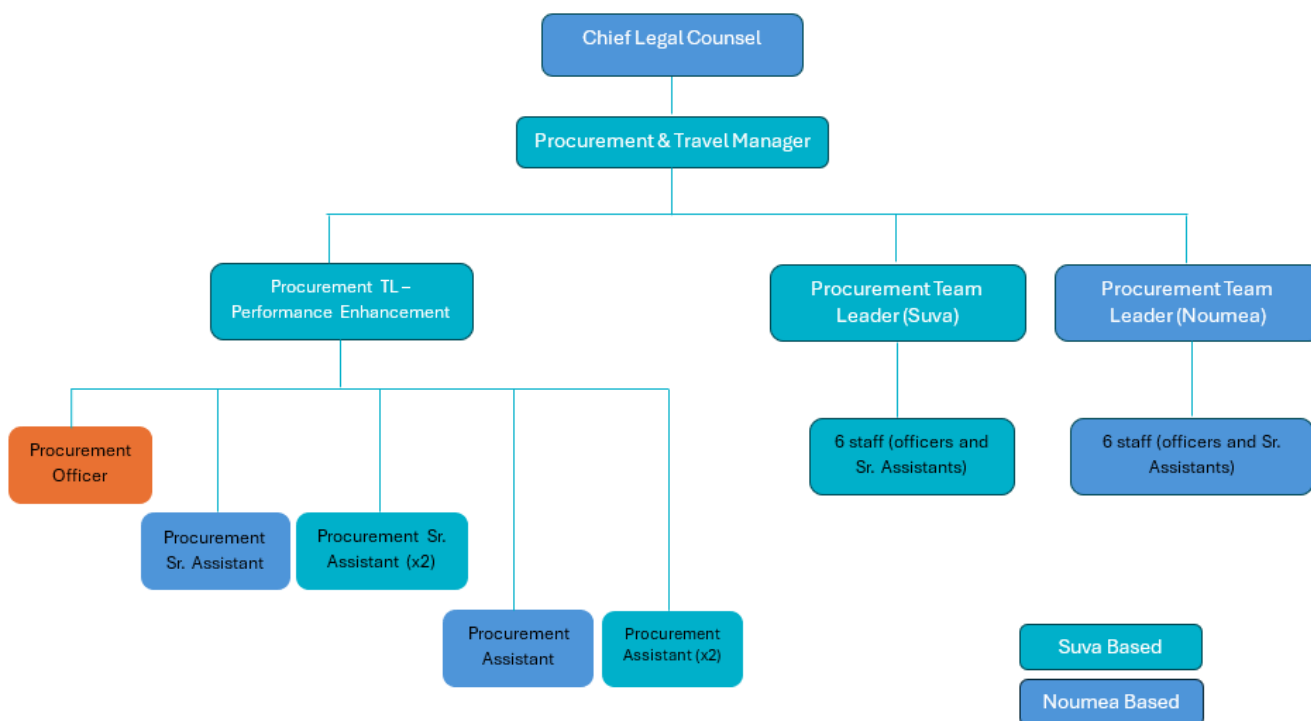 Chief Legal Counsel
Procurement & Travel Manager
Procurement TL –
Performance Enhancement
Procurement Team
Leader (Suva)
Procurement Team
Leader (Noumea)
Procurement
Officer
6 staff (officers and
Sr. Assistants)
6 staff (officers and Sr.
Assistants)
Procurement
Sr. Assistant
Procurement Sr.
Assistant (x2)
Procurement
Assistant
Procurement
Assistant (x2)
Suva Based
Noumea Based